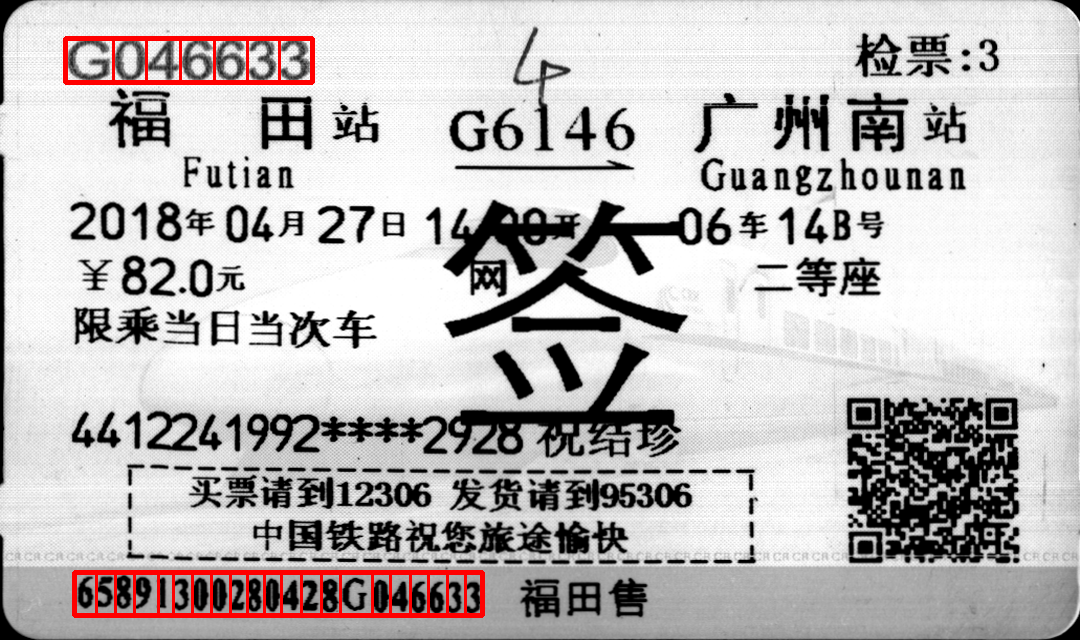 G046633
4
检票:3
福田站 G6146 广州南站
Futian Guangzhounan
2018年04月27日 14:00开 06车14B号
¥82.0元 网 二等座
签
限乘当日当次车
4412241992****2928 祝结珍
买票请到12306 发货请到95306
中国铁路祝您旅途愉快
CRCRCRCRCRCRCRCRCRCR
65891300280428G046633 福田售